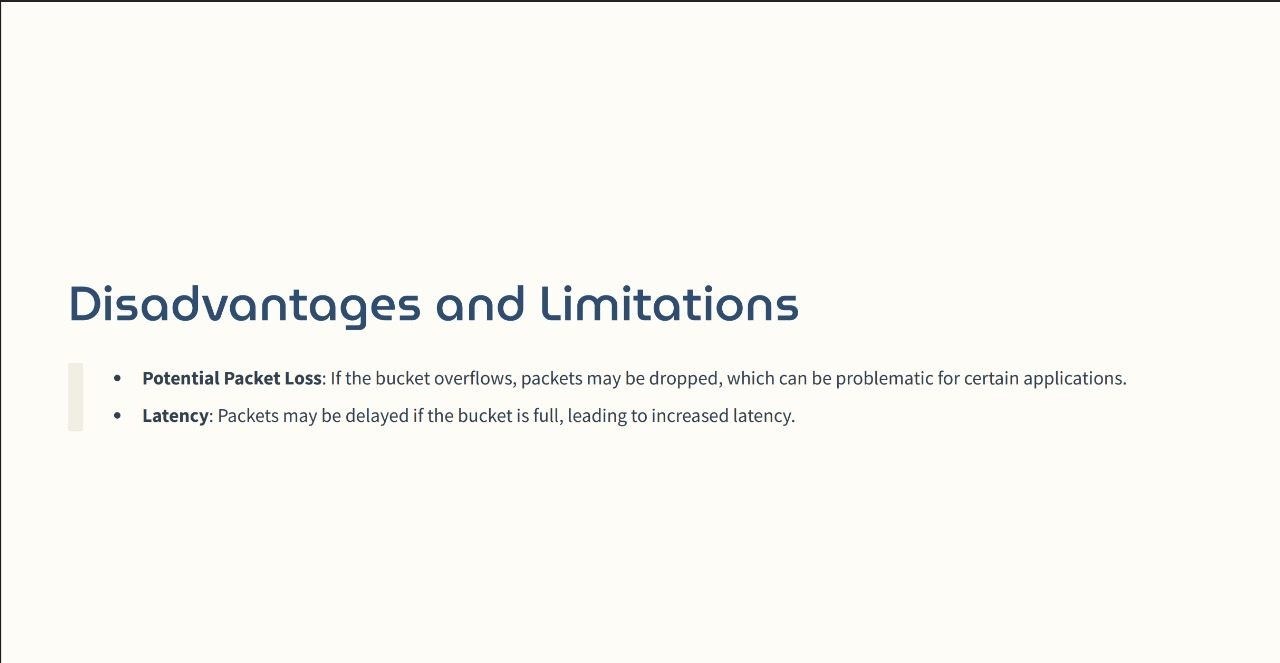 Disadvantages and Limitations
• Potential Packet Loss: If the bucket overflows, packets may be dropped, which can be problematic for certain applications.
• Latency: Packets may be delayed if the bucket is full, leading to increased latency.